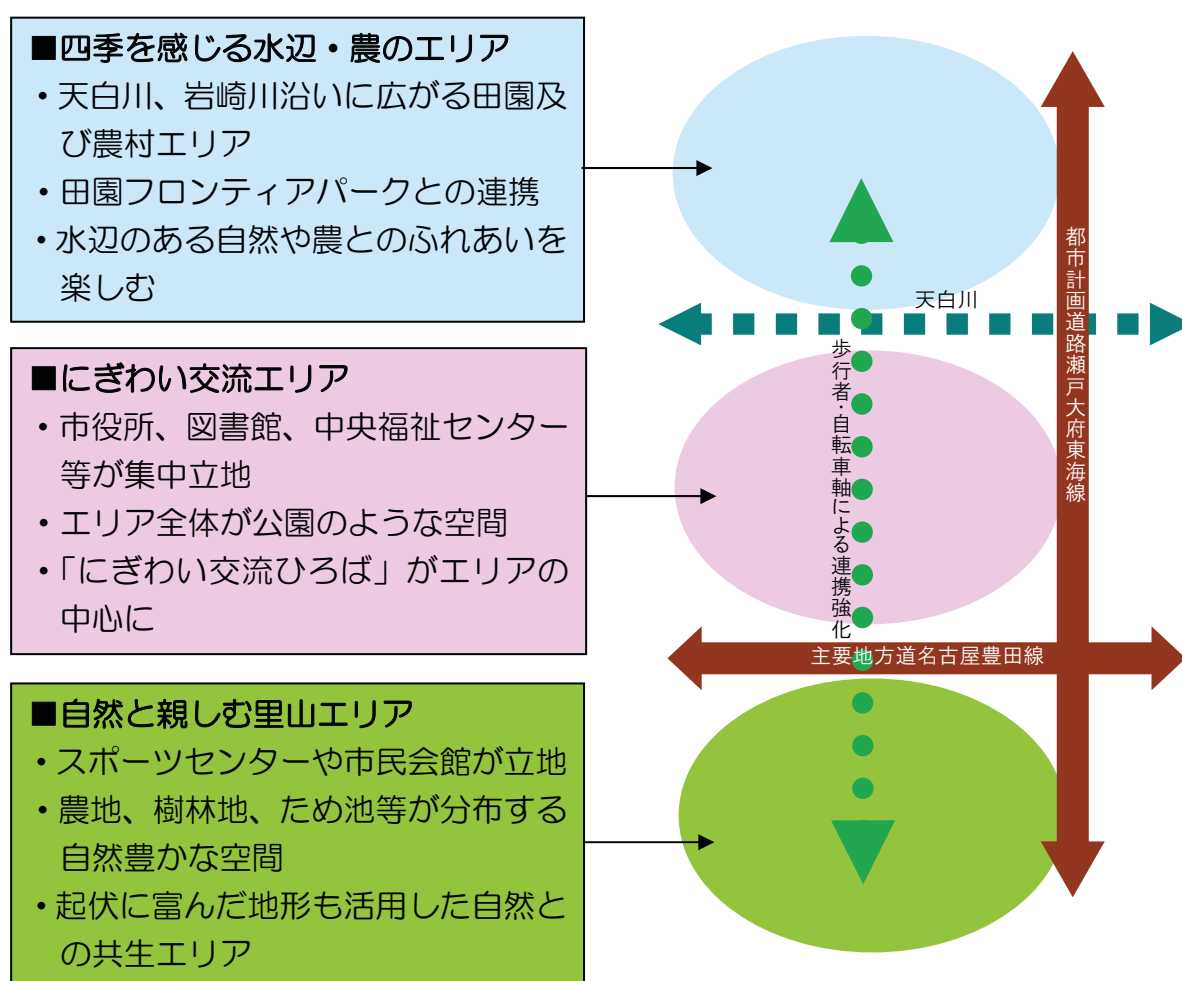 ■四季を感じる水辺・農のエリア
・天白川、岩崎川沿いに広がる田園及
び農村エリア
・田園フロンティアパークとの連携
・水辺のある自然や農とのふれあいを
楽しむ
■にぎわい交流エリア
・市役所、図書館、中央福祉センター
等が集中立地
・エリア全体が公園のような空間
・「にぎわい交流ひろば」がエリアの
中心に
■自然と親しむ里山エリア
・スポーツセンターや市民会館が立地
・農地、樹林地、ため池等が分布する
自然豊かな空間
・起伏に富んだ地形も活用した自然と
の共生エリア
天白川
歩行者・自転車軸による連携強化
都市計画道路瀬戸大府東海線
主要地方道名古屋豊田線